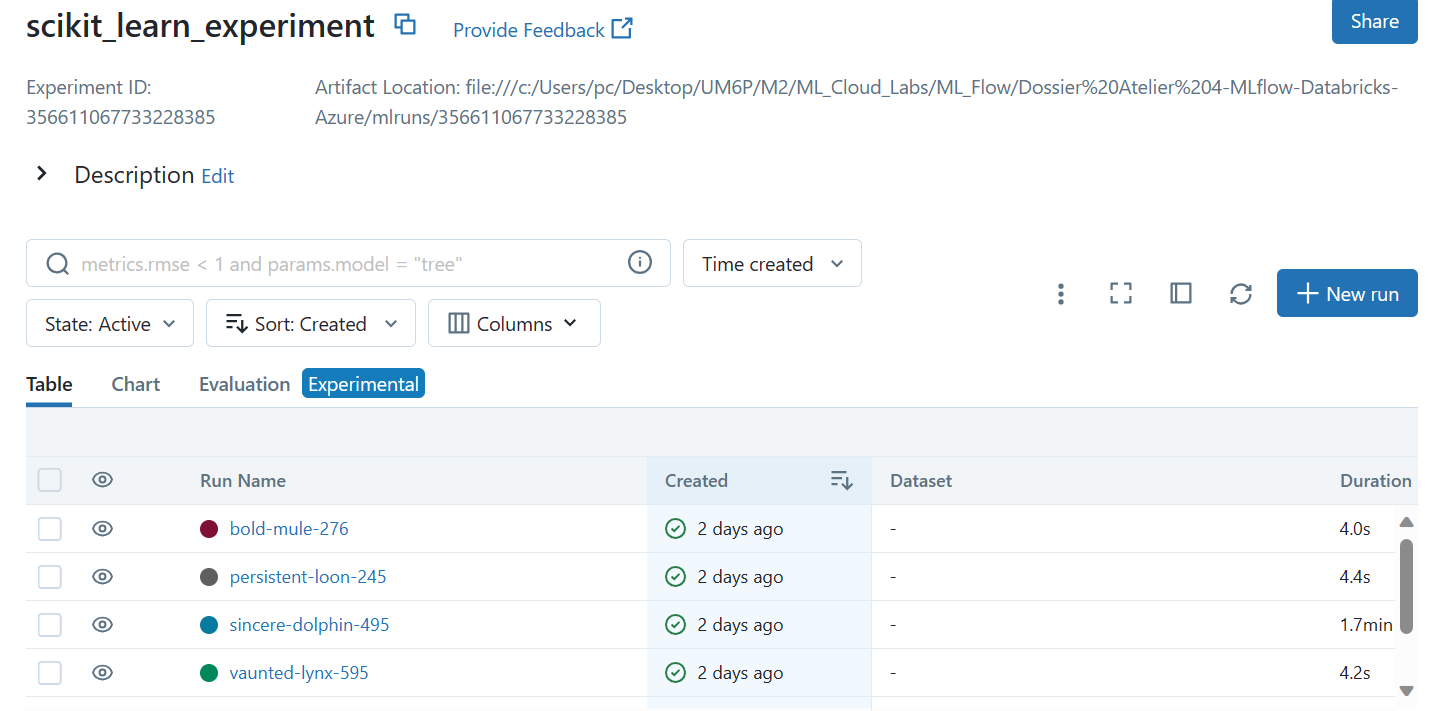 scikit_learn_experiment Provide Feedback Share
Experiment ID:
356611067733228385
Artifact Location: file:///c:/Users/pc/Desktop/UM6P/M2/ML_Cloud_Labs/ML_Flow/Dossier%20Atelier%204-MLflow-Databricks-
Azure/mlruns/356611067733228385
Description Edit
metrics.rmse < 1 and params.model = "tree" Time created
State: Active Sort: Created Columns New run
Table Chart Evaluation Experimental
Run Name Created Dataset Duration
bold-mule-276 2 days ago - 4.0s
persistent-loon-245 2 days ago - 4.4s
sincere-dolphin-495 2 days ago - 1.7min
vaunted-lynx-595 2 days ago - 4.2s